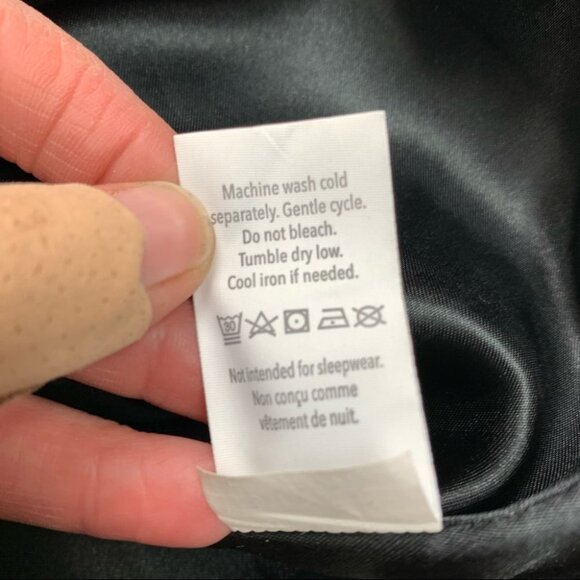 Machine wash cold
separately. Gentle cycle.
Do not bleach.
Tumble dry low.
Cool iron if needed.
30
Not intended for sleepwear.
Non conçu comme
vêtement de nuit.